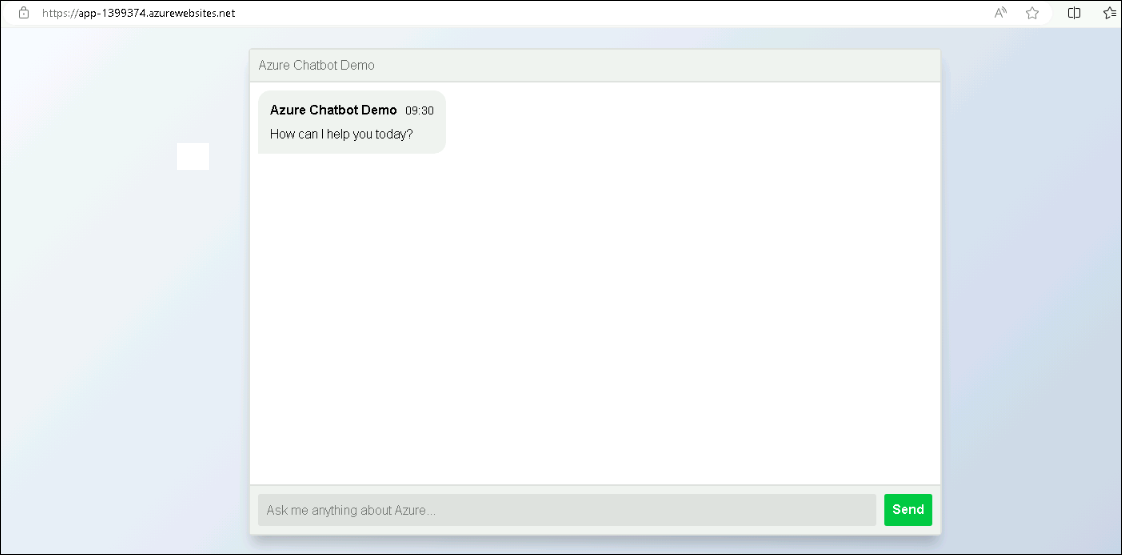 https://app-1399374.azurewebsites.net
Azure Chatbot Demo
Azure Chatbot Demo 09:30
How can I help you today?
Ask me anything about Azure...
Send